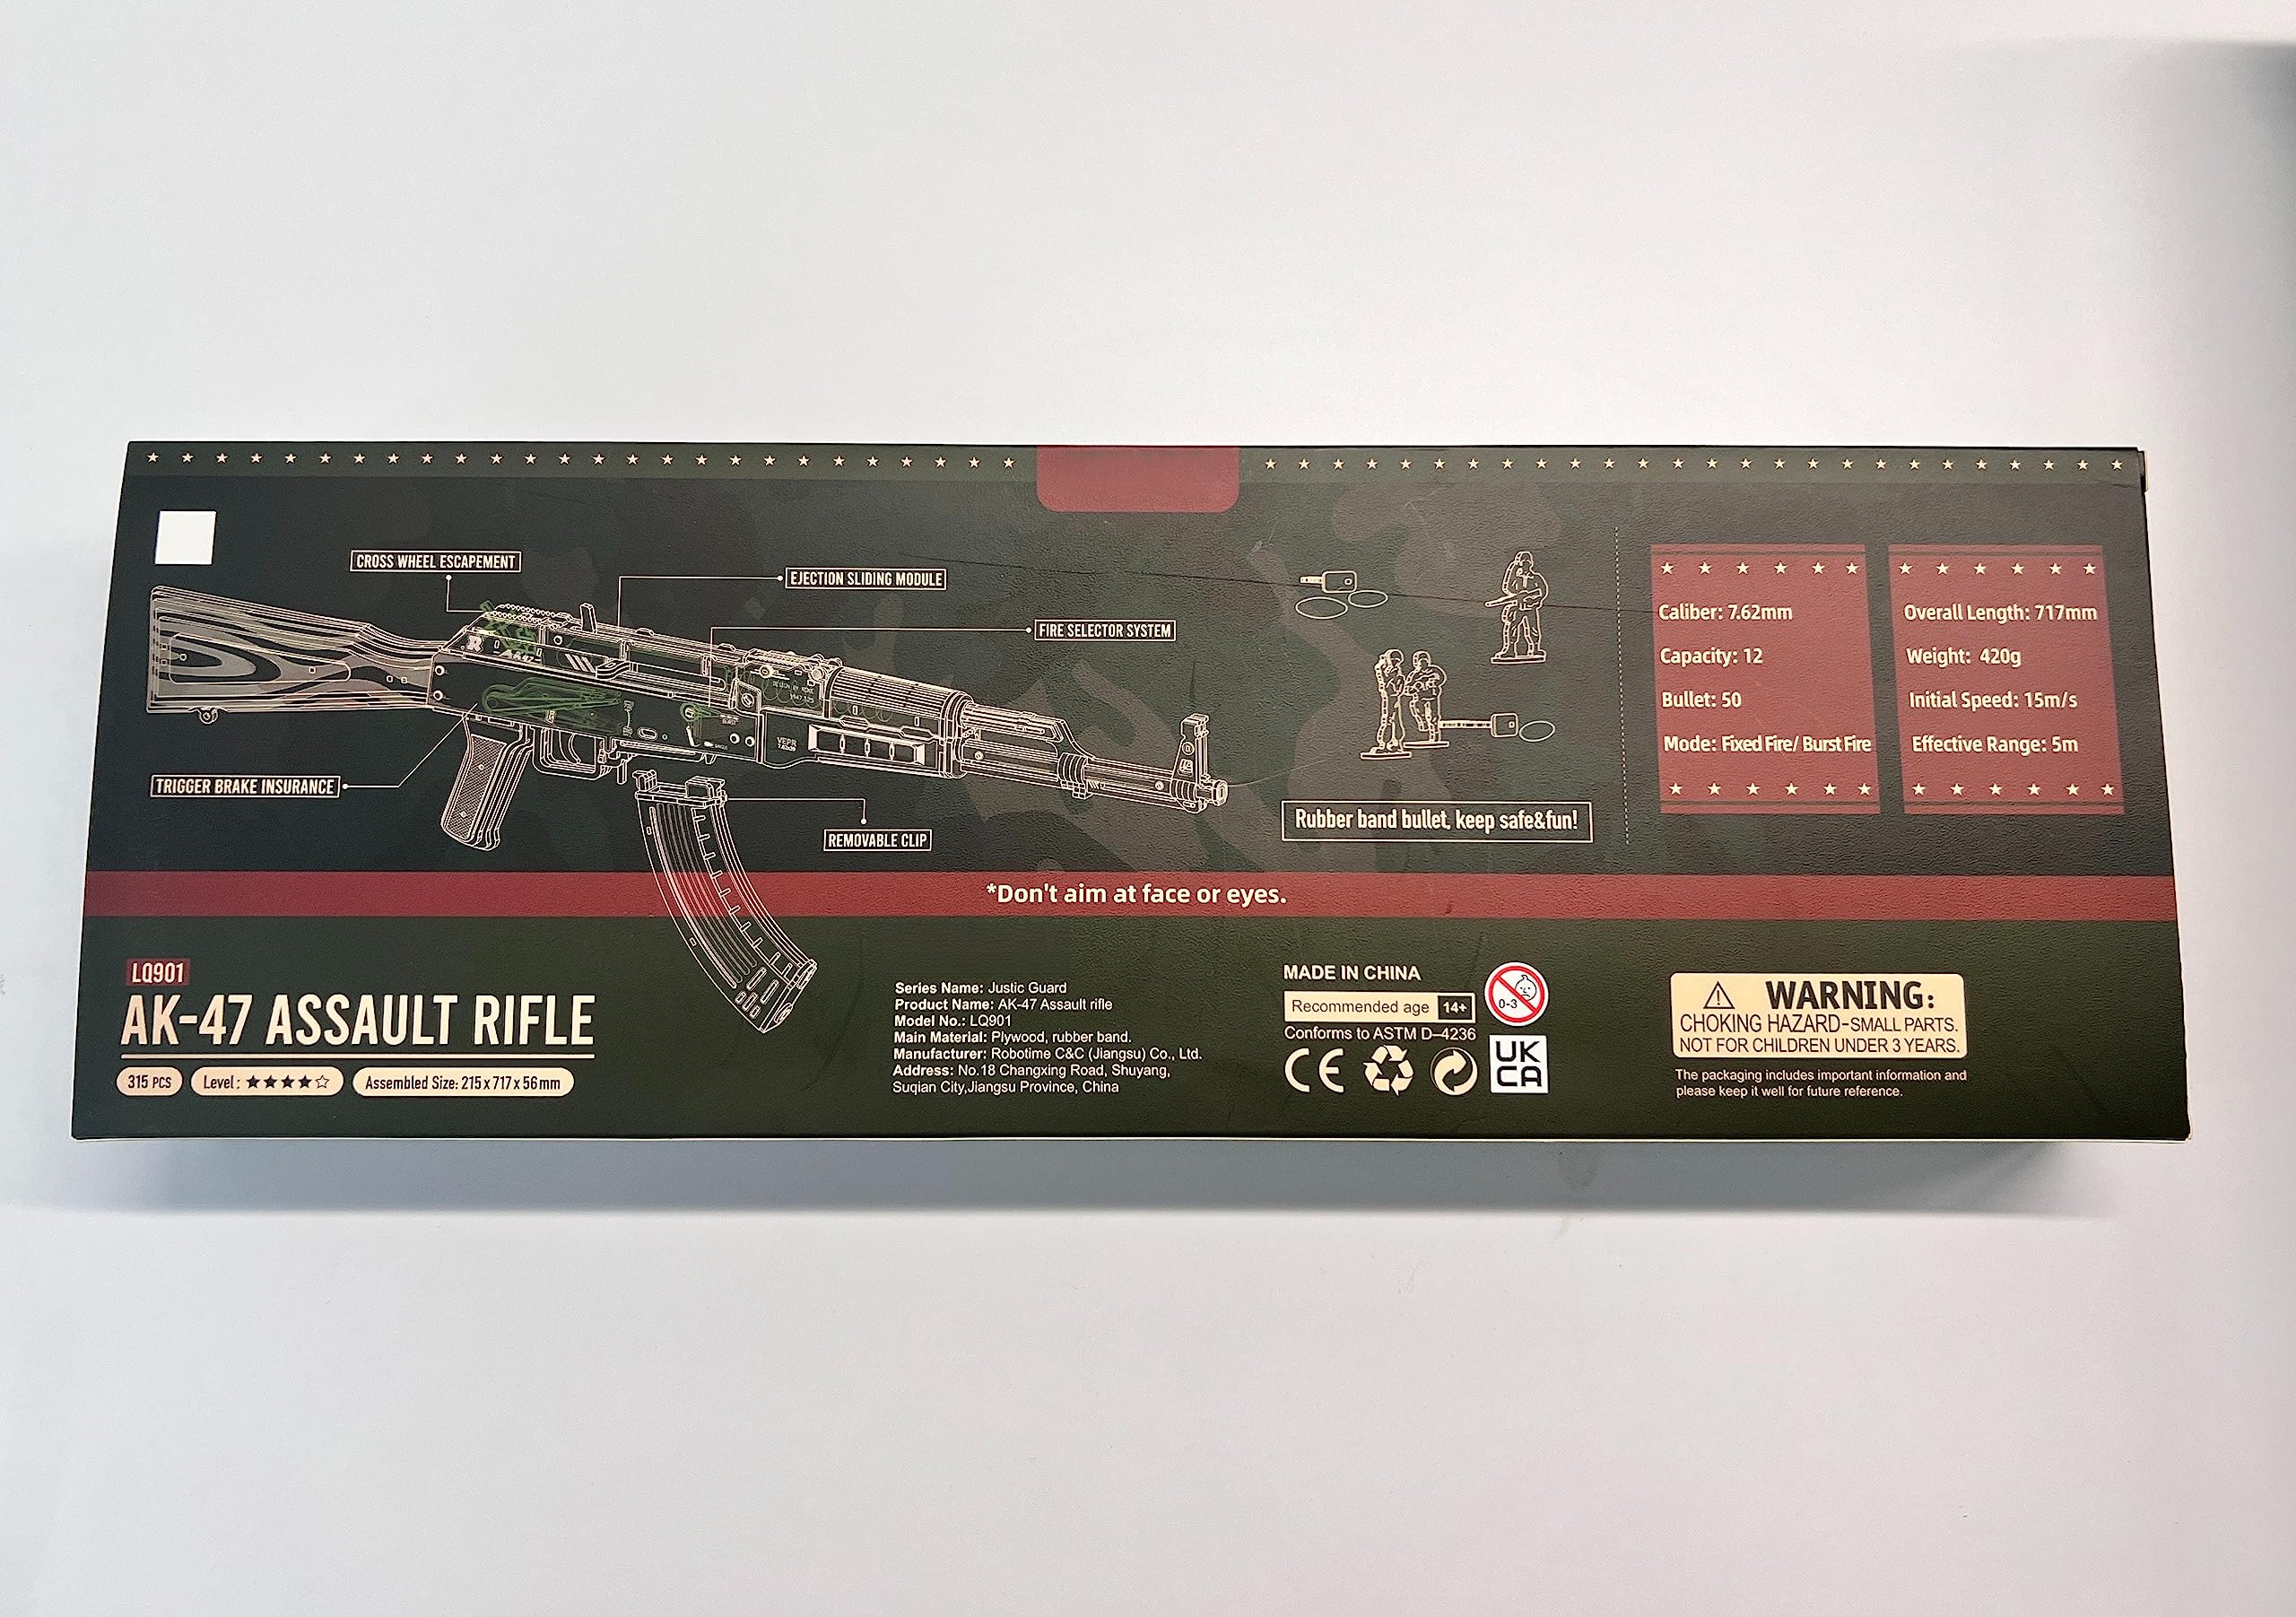 CROSS WHEEL ESCAPEMENT
EJECTION SLIDING MODULE
FIRE SELECTOR SYSTEM
TRIGGER BRAKE INSURANCE
REMOVABLE CLIP
VEPR
Rubber band bullet, keep safe&fun!
Caliber: 7.62mm
Capacity: 12
Bullet: 50
Mode: Fixed Fire/ Burst Fire
Overall Length: 717mm
Weight: 420g
Initial Speed: 15m/s
Effective Range: 5m
*Don't aim at face or eyes.
LQ901
AK-47 ASSAULT RIFLE
315 PCS
Level: ★★★★☆
Assembled Size: 215 x 717 x 56 mm
Series Name: Justic Guard
Product Name: AK-47 Assault rifle
Model No.: LQ901
Main Material: Plywood, rubber band.
Manufacturer: Robotime C&C (Jiangsu) Co., Ltd.
Address: No.18 Changxing Road, Shuyang,
Suqian City,Jiangsu Province, China
MADE IN CHINA
Recommended age 14+
Conforms to ASTM D-4236
0-3
CE
UK
CA
WARNING:
CHOKING HAZARD-SMALL PARTS.
NOT FOR CHILDREN UNDER 3 YEARS.
The packaging includes important information and
please keep it well for future reference.